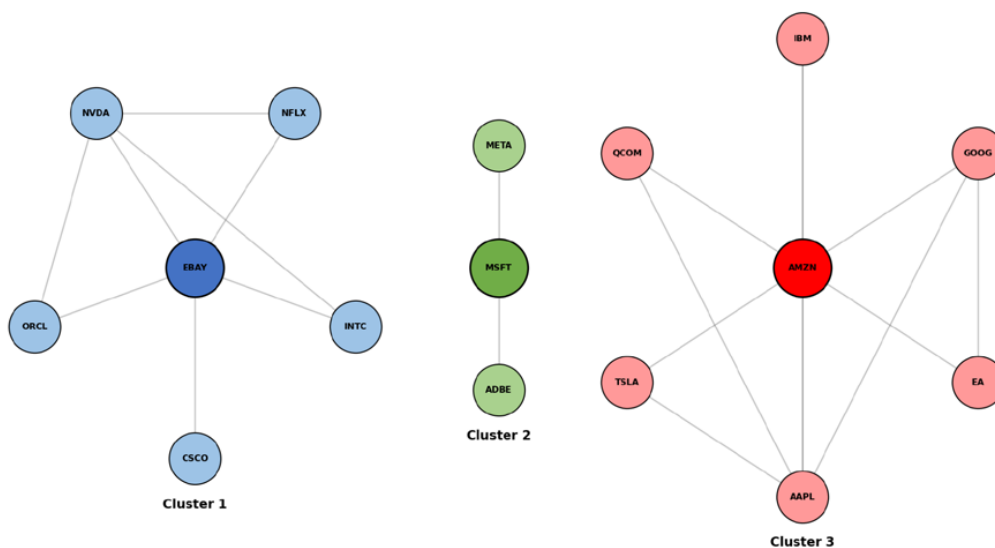 IBM
NVDA
NFLX
META
QCOM
GOOG
EBAY
MSFT
AMZN
ORCL
INTC
ADBE
TSLA
EA
Cluster 2
CSCO
Cluster 1
AAPL
Cluster 3